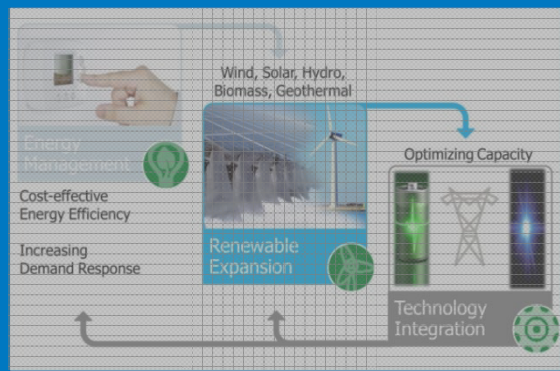 Wind, Solar, Hydro,
Biomass, Geothermal
Energy
Management
Optimizing Capacity
Cost-effective
Energy Efficiency
Increasing
Demand Response
Renewable
Expansion
Technology
Integration